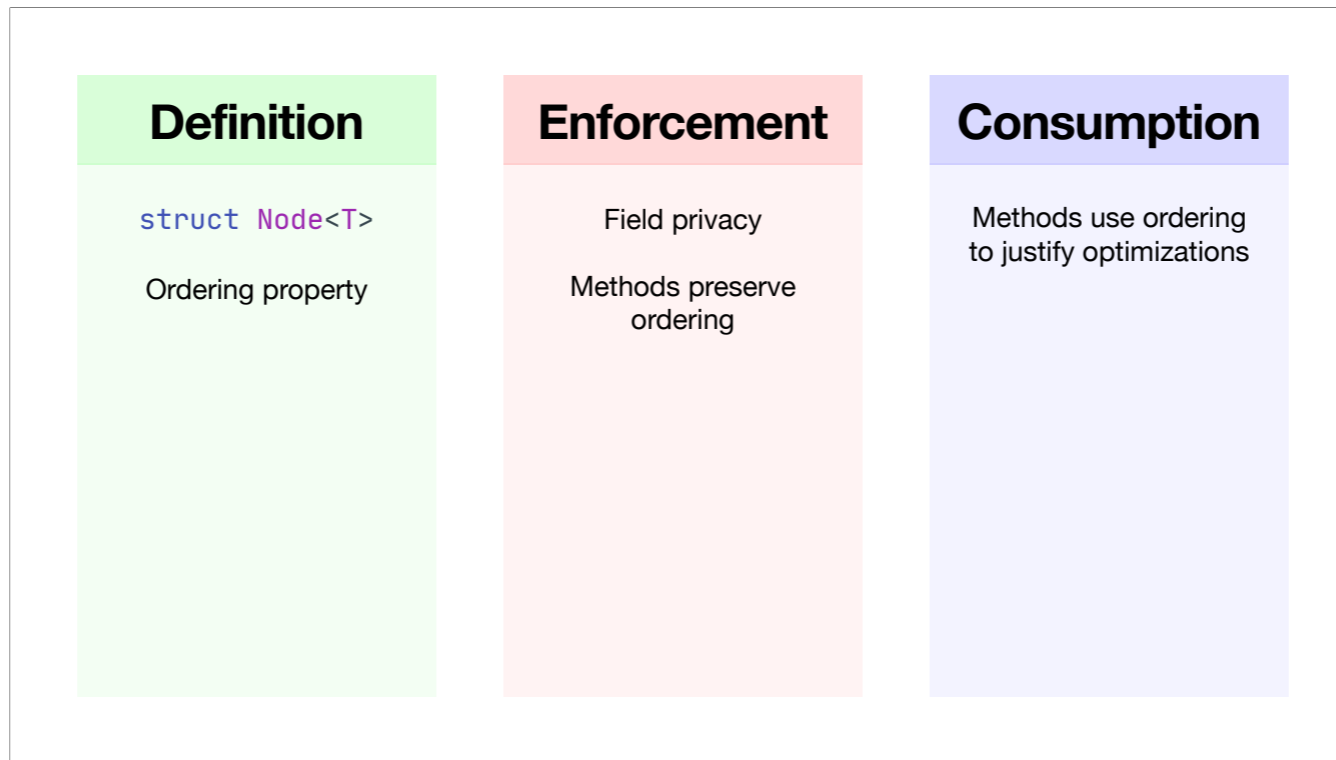 Definition
struct Node<T>
Ordering property
Enforcement
Field privacy
Methods preserve
ordering
Consumption
Methods use ordering
to justify optimizations